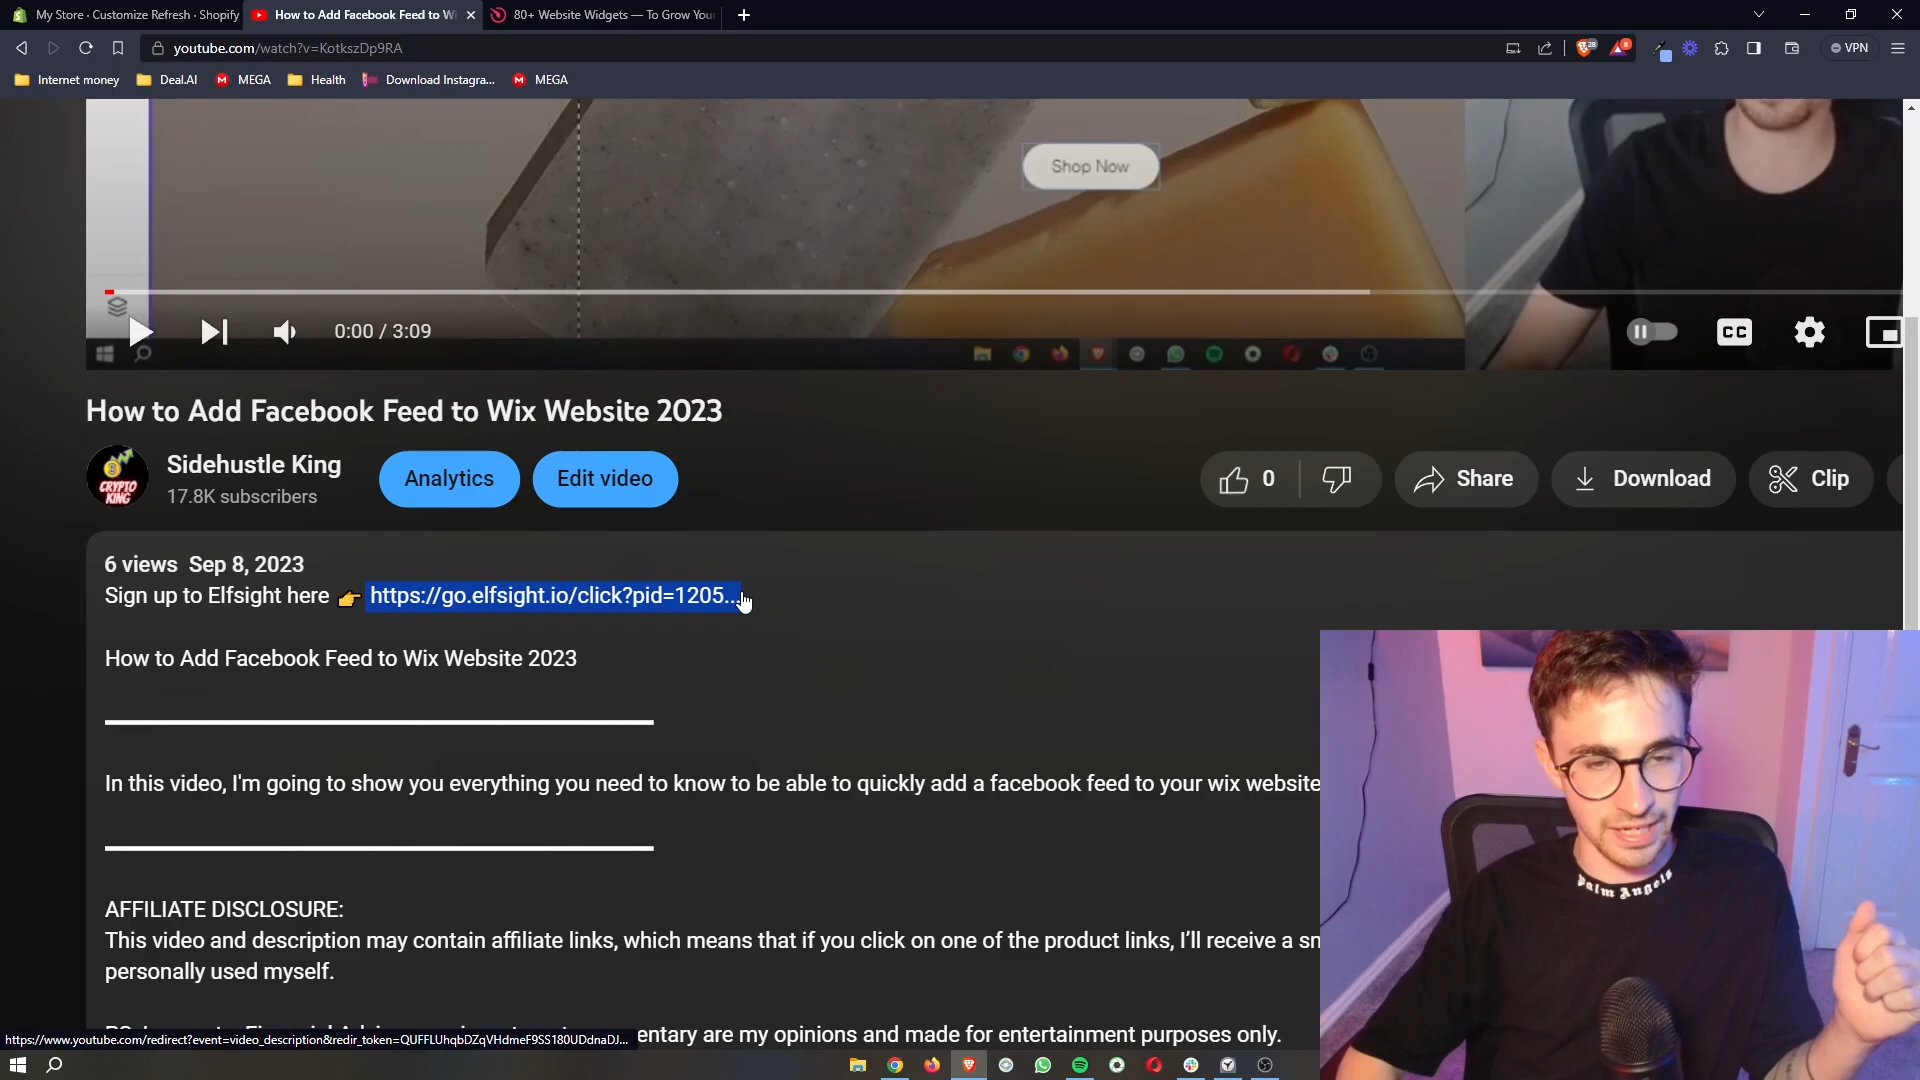 My Store · Customize Refresh · Shopify
How to Add Facebook Feed to Wi
80+ Website Widgets — To Grow You
youtube.com/watch?v=KotkszDp9RA
28
8
VPN
Internet money
Deal.AI
MEGA
Health
Download Instagra...
MEGA
Shop Now
0:00 / 3:09
CC
How to Add Facebook Feed to Wix Website 2023
CRYPTO KING
Sidehustle King
17.8K subscribers
Analytics
Edit video
0
Share
Download
Clip
6 views Sep 8, 2023
Sign up to Elfsight here 👉 https://go.elfsight.io/click?pid=1205...
How to Add Facebook Feed to Wix Website 2023
In this video, I'm going to show you everything you need to know to be able to quickly add a facebook feed to your wix website
AFFILIATE DISCLOSURE:
This video and description may contain affiliate links, which means that if you click on one of the product links, I'll receive a sm
personally used myself.
Palm Angels
entary are my opinions and made for entertainment purposes only.
https://www.youtube.com/redirect?event=video_description&redir_token=QUFFLUhqbDZqVHdmeF9SS180UDdnaDJ...